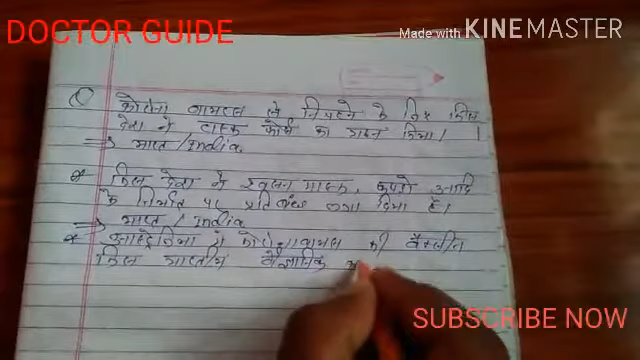 DOCTOR GUIDE
Made with KINEMASTER
कोरोना वायरस से निपटने के लिए किस
देश ने टास्क फोर्स का गठन किया।
⇒ भारत / India
* किस देश ने मास्क, कपड़ो आदि
के निर्यात पर प्रतिबंध लगा दिया है।
⇒ भारत / India
* आस्ट्रेलिया में कोरोनावायरस की वैक्सीन
किस भारतीय वैज्ञानिक
SUBSCRIBE NOW